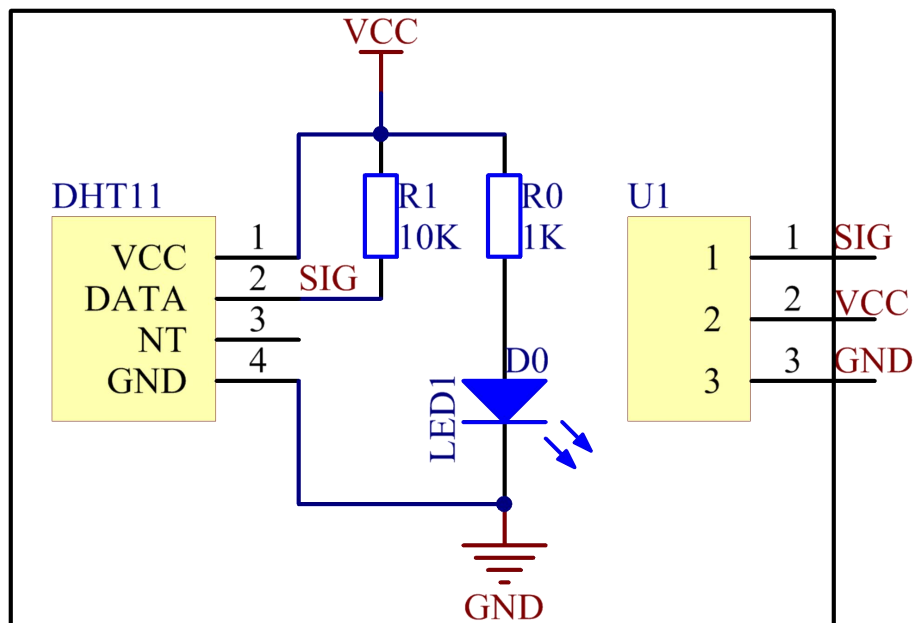 VCC
DHT11
VCC 1
DATA 2
NT 3
GND 4
SIG
R1
10K
R0
1K
D0
LED1
GND
U1
1 1 SIG
2 2 VCC
3 3 GND